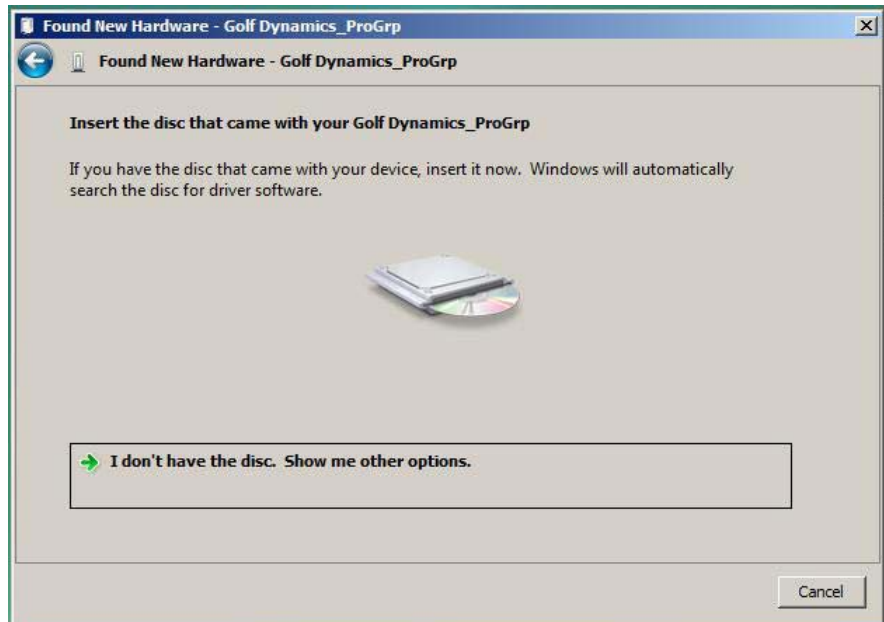 Found New Hardware - Golf Dynamics_ProGrp
Found New Hardware - Golf Dynamics_ProGrp
Insert the disc that came with your Golf Dynamics_ProGrp
If you have the disc that came with your device, insert it now.  Windows will automatically
search the disc for driver software.
I don't have the disc.  Show me other options.
Cancel